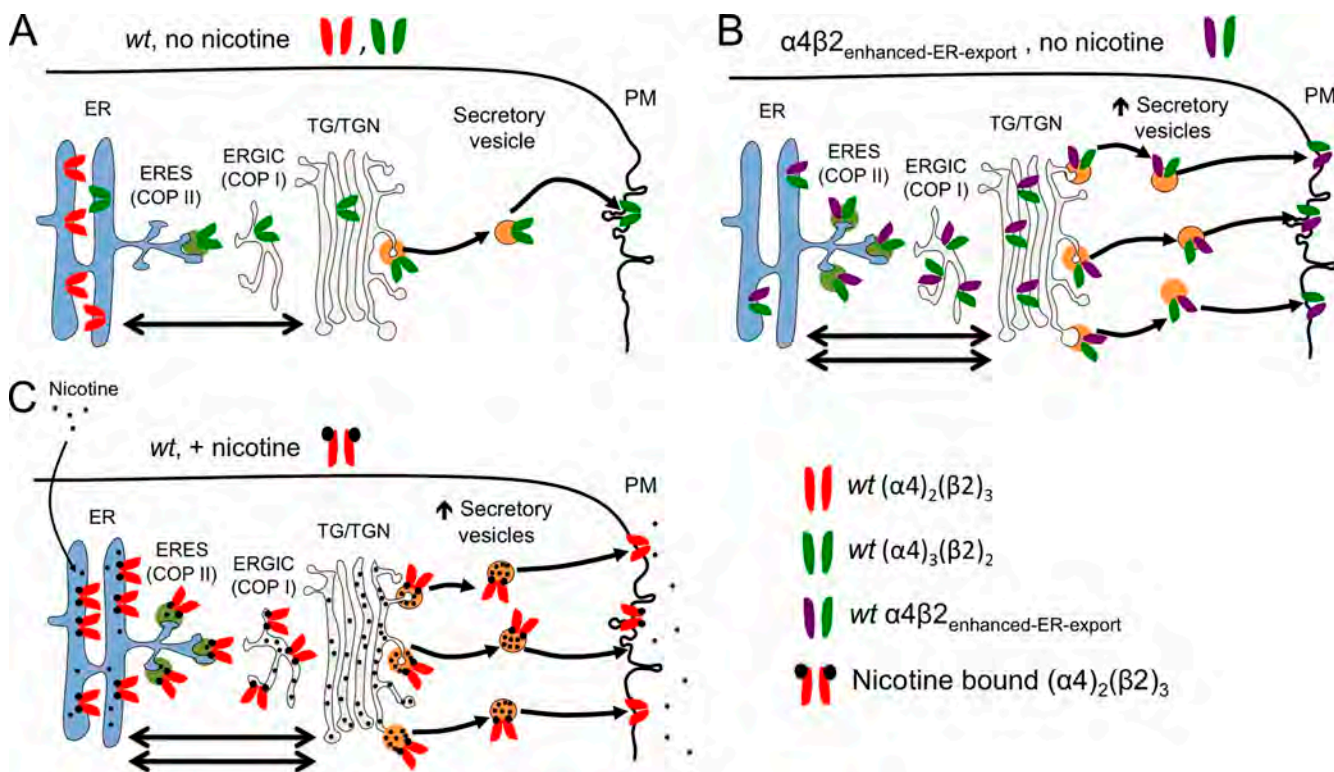 A
wt, no nicotine
,
ER
ERES
(COP II)
ERGIC
(COP I)
TG/TGN
Secretory
vesicle
PM
B
α4β2enhanced-ER-export , no nicotine
ER
ERES
(COP II)
ERGIC
(COP I)
TG/TGN
↑ Secretory
vesicles
PM
C
Nicotine
wt, + nicotine
ER
ERES
(COP II)
ERGIC
(COP I)
TG/TGN
↑ Secretory
vesicles
PM
wt (α4)2(β2)3
wt (α4)3(β2)2
wt α4β2enhanced-ER-export
Nicotine bound (α4)2(β2)3